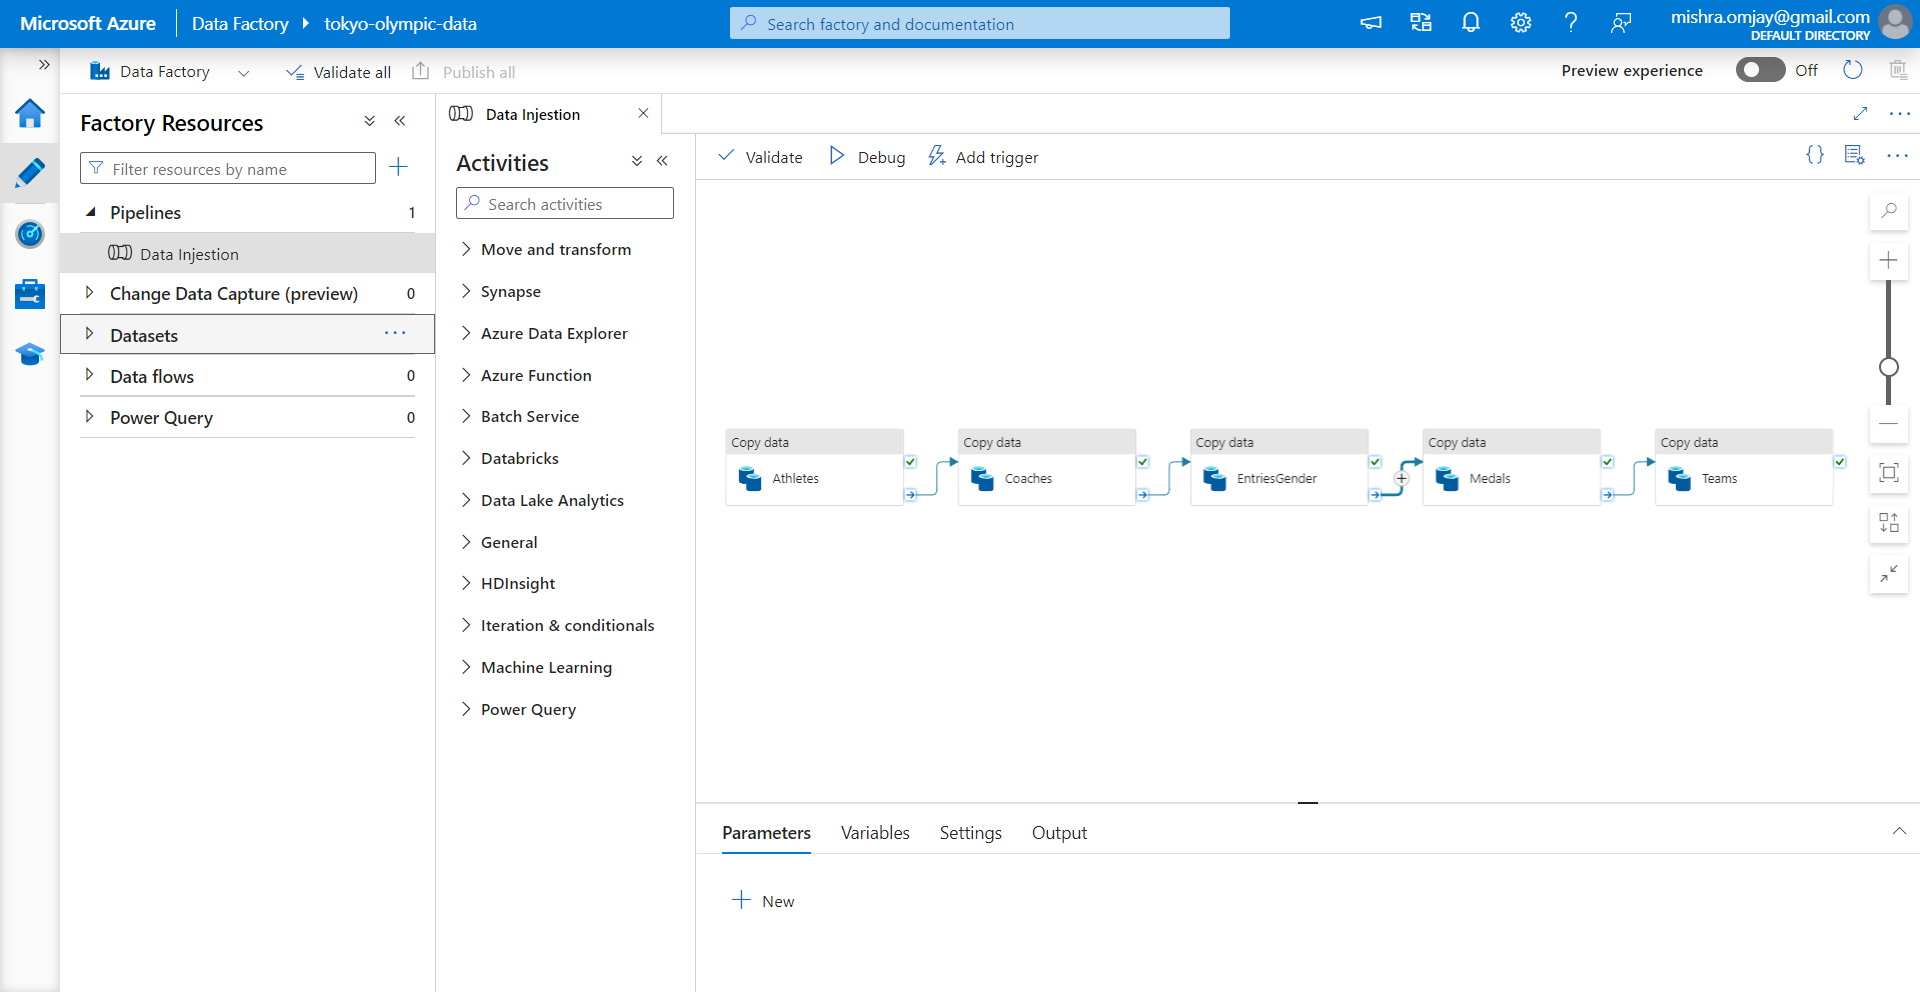 Microsoft Azure
Data Factory
tokyo-olympic-data
Search factory and documentation
mishra.omjay@gmail.com
DEFAULT DIRECTORY
Data Factory
Validate all
Publish all
Preview experience
Off
Factory Resources
Filter resources by name
Pipelines
1
Data Injestion
Change Data Capture (preview)
0
Datasets
Data flows
0
Power Query
0
Data Injestion
Activities
Search activities
Move and transform
Synapse
Azure Data Explorer
Azure Function
Batch Service
Databricks
Data Lake Analytics
General
HDInsight
Iteration & conditionals
Machine Learning
Power Query
Validate
Debug
Add trigger
Copy data
Athletes
Copy data
Coaches
Copy data
EntriesGender
Copy data
Medals
Copy data
Teams
Parameters
Variables
Settings
Output
New